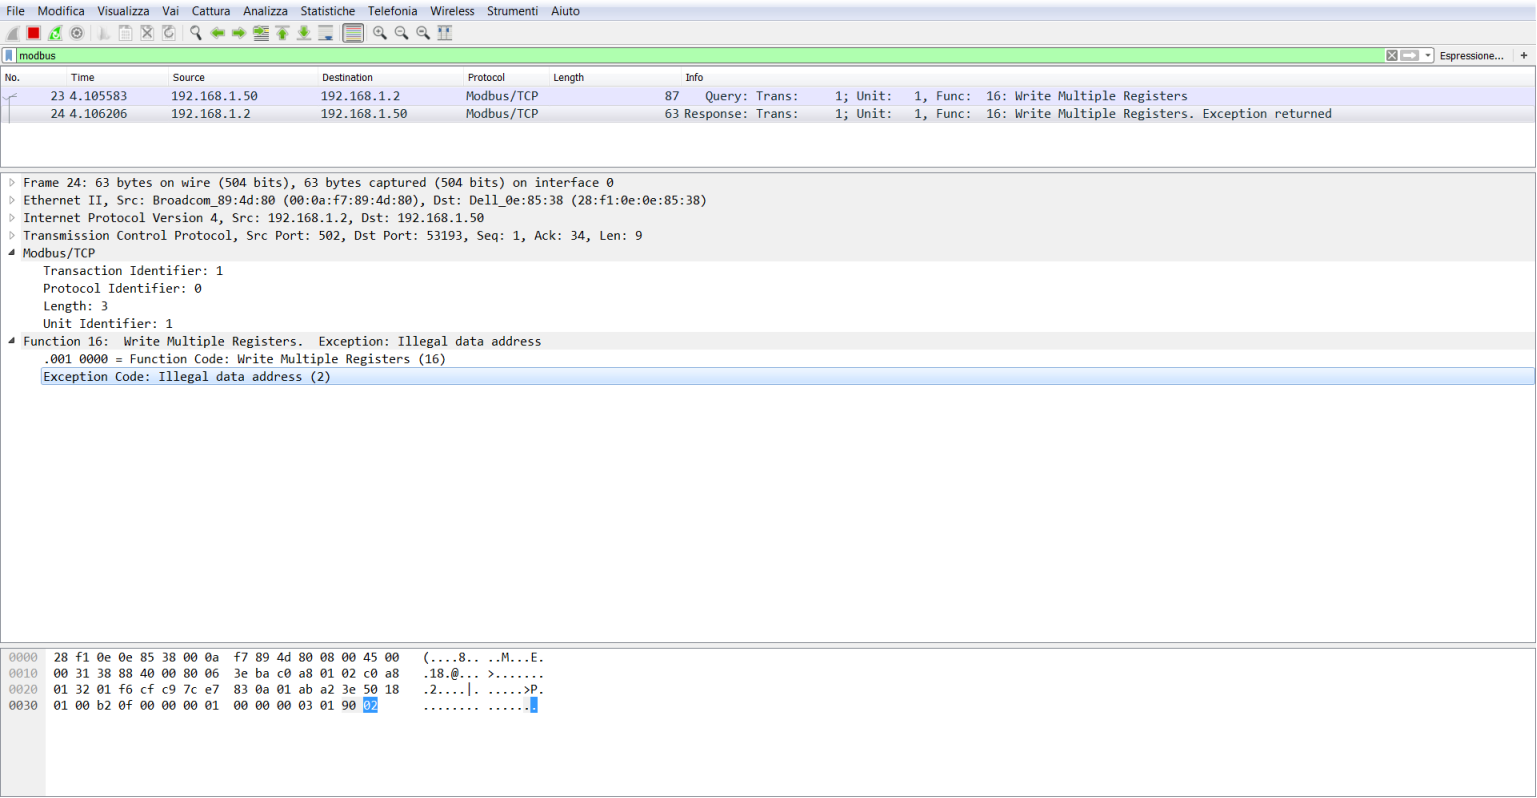 File Modifica Visualizza Vai Cattura Analizza Statistiche Telefonia Wireless Strumenti Aiuto
modbus Espressione... +
No. Time Source Destination Protocol Length Info
23 4.105583 192.168.1.50 192.168.1.2 Modbus/TCP 87 Query: Trans: 1; Unit: 1, Func: 16: Write Multiple Registers
24 4.106206 192.168.1.2 192.168.1.50 Modbus/TCP 63 Response: Trans: 1; Unit: 1, Func: 16: Write Multiple Registers. Exception returned
Frame 24: 63 bytes on wire (504 bits), 63 bytes captured (504 bits) on interface 0
Ethernet II, Src: Broadcom_89:4d:80 (00:0a:f7:89:4d:80), Dst: Dell_0e:85:38 (28:f1:0e:0e:85:38)
Internet Protocol Version 4, Src: 192.168.1.2, Dst: 192.168.1.50
Transmission Control Protocol, Src Port: 502, Dst Port: 53193, Seq: 1, Ack: 34, Len: 9
Modbus/TCP
Transaction Identifier: 1
Protocol Identifier: 0
Length: 3
Unit Identifier: 1
Function 16: Write Multiple Registers. Exception: Illegal data address
.001 0000 = Function Code: Write Multiple Registers (16)
Exception Code: Illegal data address (2)
0000 28 f1 0e 0e 85 38 00 0a f7 89 4d 80 08 00 45 00 (....8.. ..M...E.
0010 00 31 38 88 40 00 80 06 3e ba c0 a8 01 02 c0 a8 .18.@... >.......
0020 01 32 01 f6 cf c9 7c e7 83 0a 01 ab a2 3e 50 18 .2....|. .....>P.
0030 01 00 b2 0f 00 00 00 01 00 00 00 03 01 90 02 ........ .......